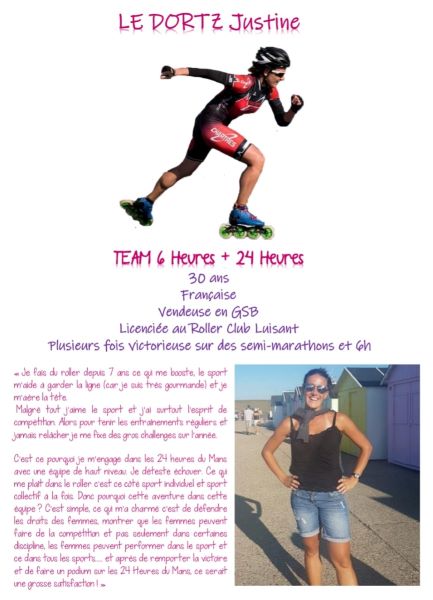 LE DORTZ Justine
TEAM 6 Heures + 24 Heures
30 ans
Française
Vendeuse en GSB
Licenciée au Roller Club Luisant
Plusieurs fois victorieuse sur des semi-marathons et 6h
« Je fais du roller depuis 7 ans ce qui me booste, le sport
m'aide a garder la ligne (car je suis très gourmande) et je
m'aère la tête.
Malgré tout j'aime le sport et j'ai surtout l'esprit de
compétition. Alors pour tenir les entraînements réguliers et
jamais relâcher je me fixe des gros challenges sur l'année.
C'est ce pourquoi je m'engage dans les 24 heures du Mans
avec une équipe de haut niveau. Je déteste échouer. Ce qui
me plait dans le roller c'est ce côté sport individuel et sport
collectif a la fois. Donc pourquoi cette aventure dans cette
équipe ? C'est simple, ce qui m'a charmé c'est de défendre
les droits des femmes, montrer que les femmes peuvent
faire de la compétition et pas seulement dans certaines
discipline, les femmes peuvent performer dans le sport et
ce dans tous les sports..... et après de remporter la victoire
et de faire un podium sur les 24 Heures du Mans, ce serait
une grosse satisfaction ! »